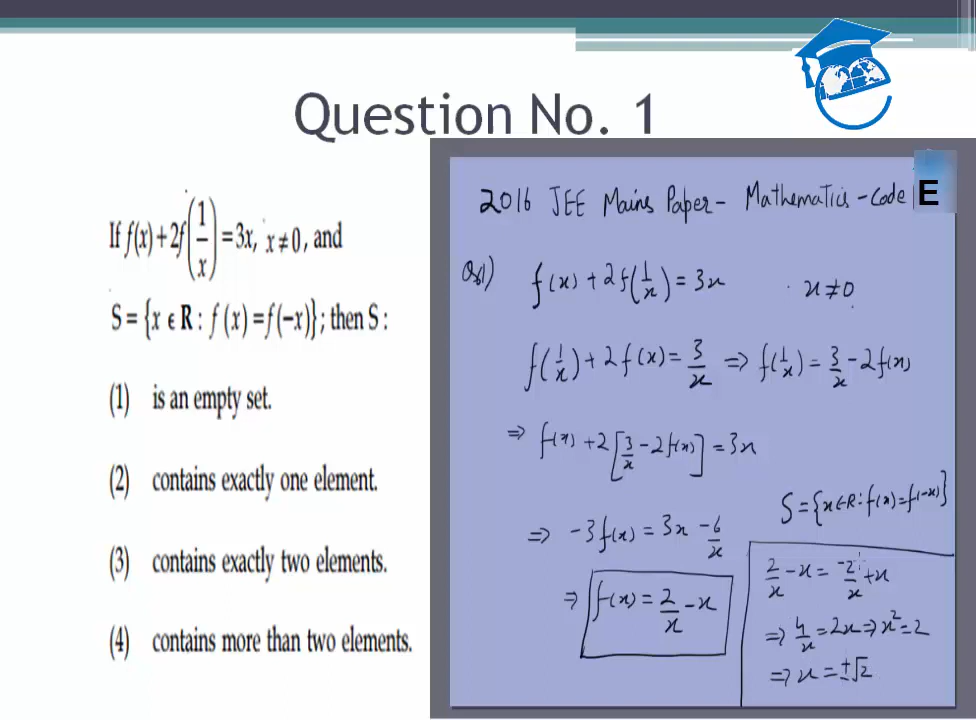 Question No. 1
If f(x) + 2f(1/x) = 3x, x ≠ 0, and
S = {x ϵ R : f(x) = f(−x)}; then S :
(1) is an empty set.
(2) contains exactly one element.
(3) contains exactly two elements.
(4) contains more than two elements.
2016 JEE Mains Paper - Mathematics - Code E
Q1) f(x) + 2f(1/x) = 3x x ≠ 0
f(1/x) + 2f(x) = 3/x ⇒ f(1/x) = 3/x − 2f(x)
⇒ f(x) + 2[3/x − 2f(x)] = 3x
⇒ −3f(x) = 3x − 6/x
⇒ f(x) = 2/x − x
S = {x∈R : f(x) = f(−x)}
2/x − x = −2/x + x
⇒ 4/x = 2x ⇒ x² = 2
⇒ x = ±√2